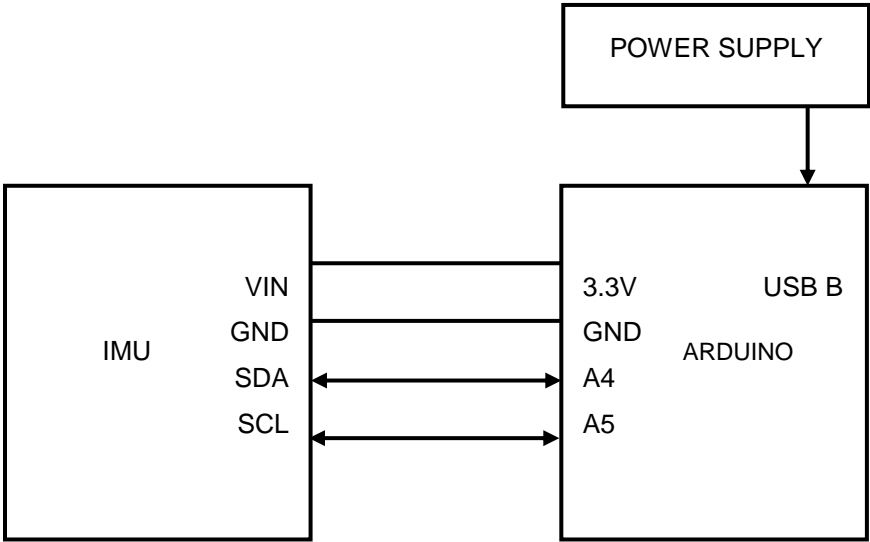 POWER SUPPLY
VIN
GND
SDA
SCL
IMU
3.3V
GND
A4
A5
USB B
ARDUINO